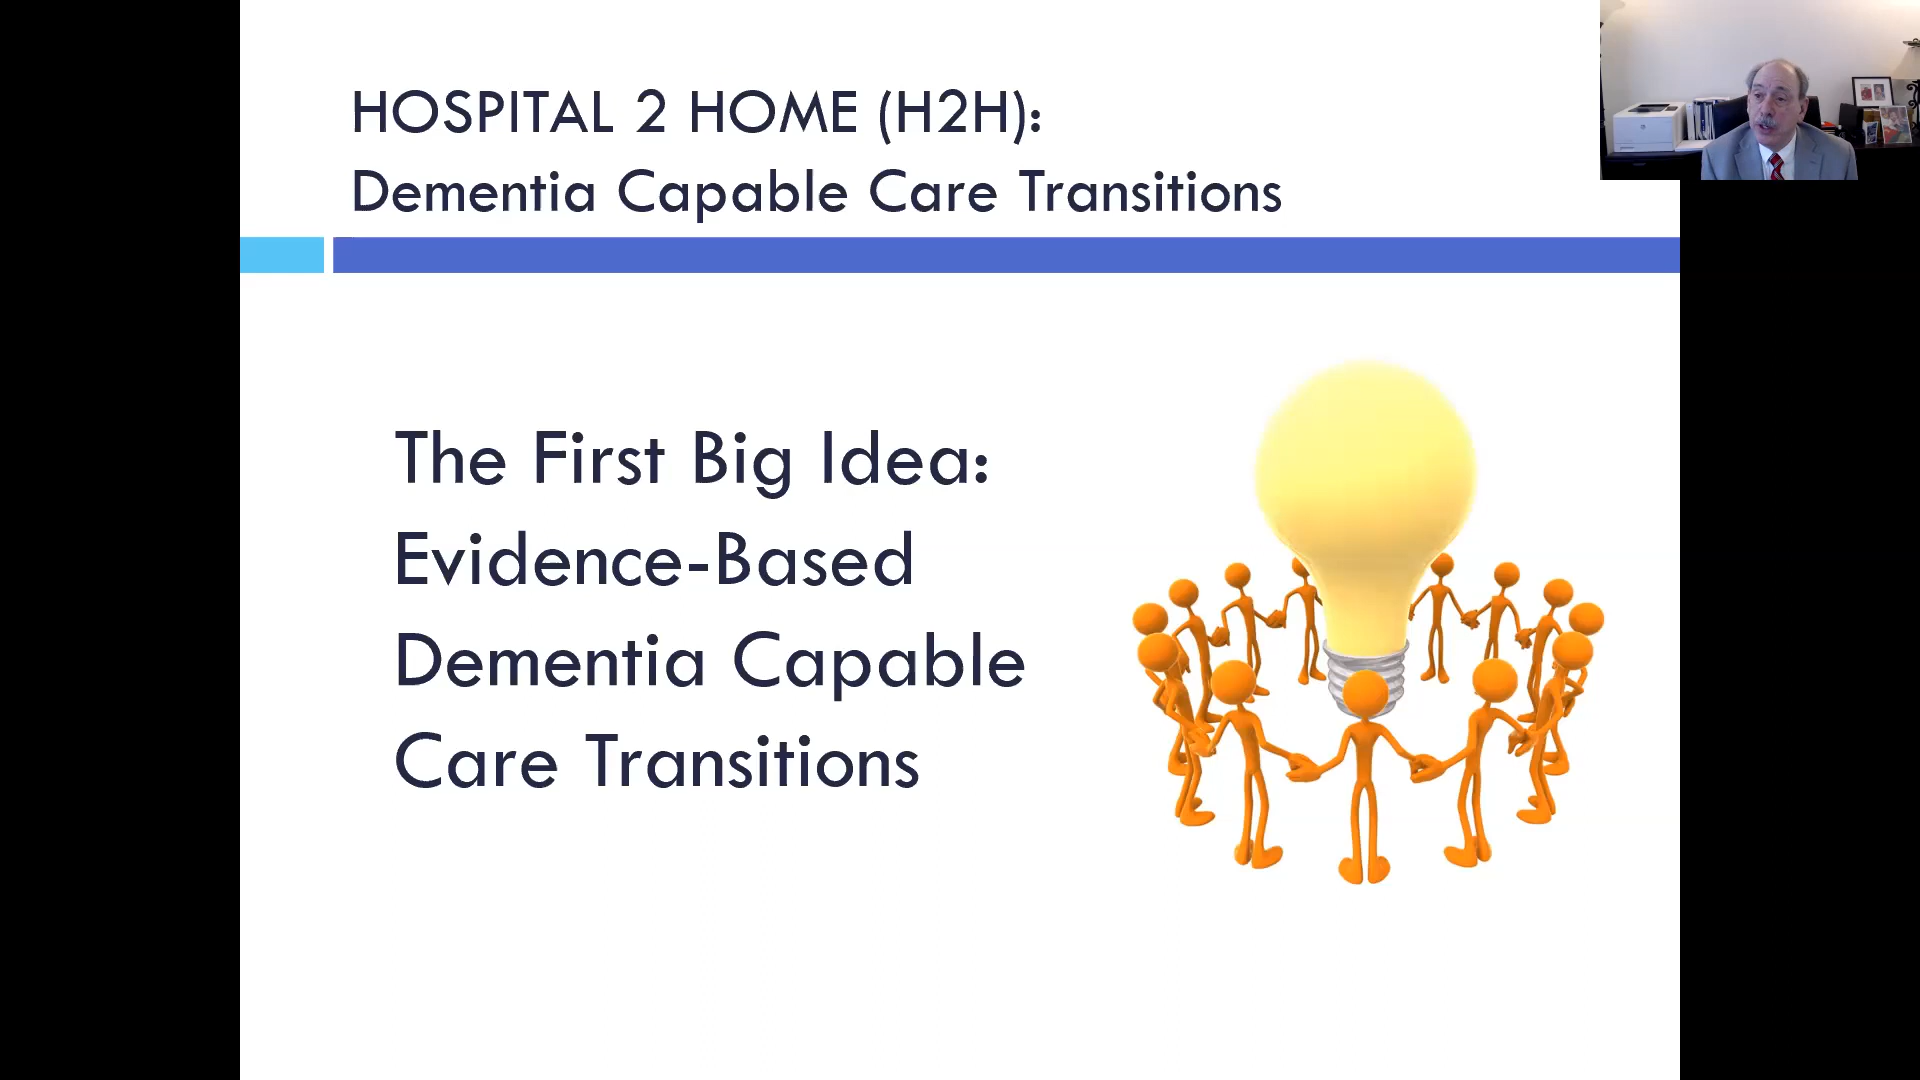 HOSPITAL 2 HOME (H2H):
Dementia Capable Care Transitions
The First Big Idea:
Evidence-Based
Dementia Capable
Care Transitions